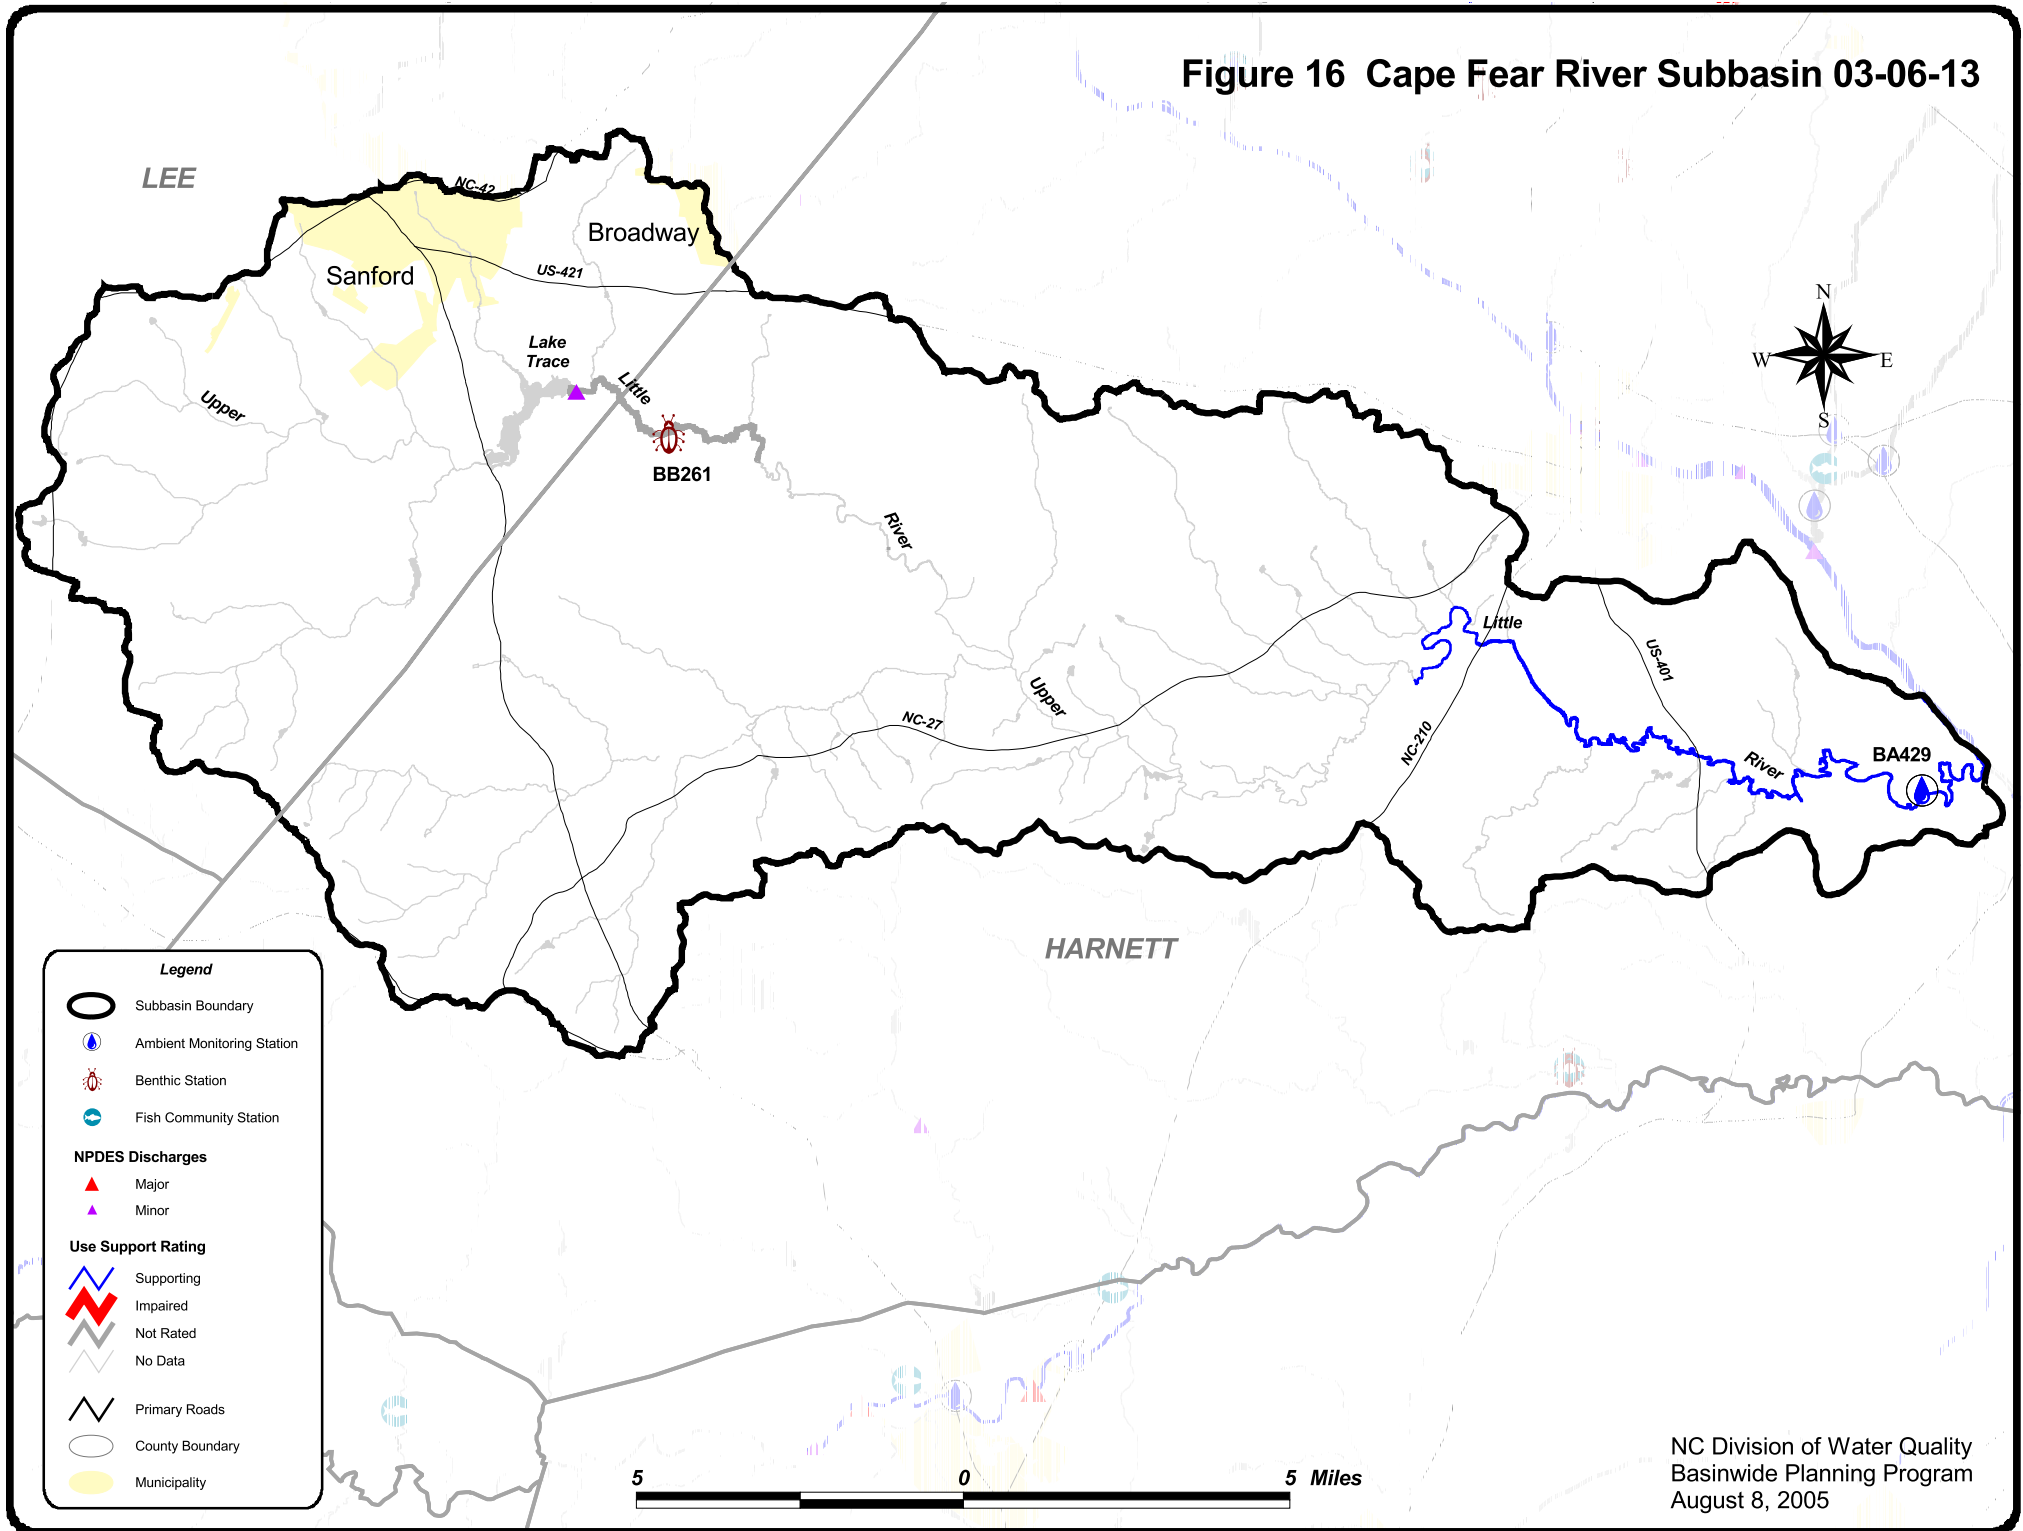 Figure 16  Cape Fear River Subbasin 03-06-13
LEE
NC-42
Broadway
Sanford
US-421
N
W
E
S
Lake
Trace
Little
Upper
BB261
River
Little
US-401
Upper
NC-27
NC-210
River
BA429
HARNETT
Legend
Subbasin Boundary
Ambient Monitoring Station
Benthic Station
Fish Community Station
NPDES Discharges
Major
Minor
Use Support Rating
Supporting
Impaired
Not Rated
No Data
Primary Roads
County Boundary
Municipality
5 0 5 Miles
NC Division of Water Quality
Basinwide Planning Program
August 8, 2005